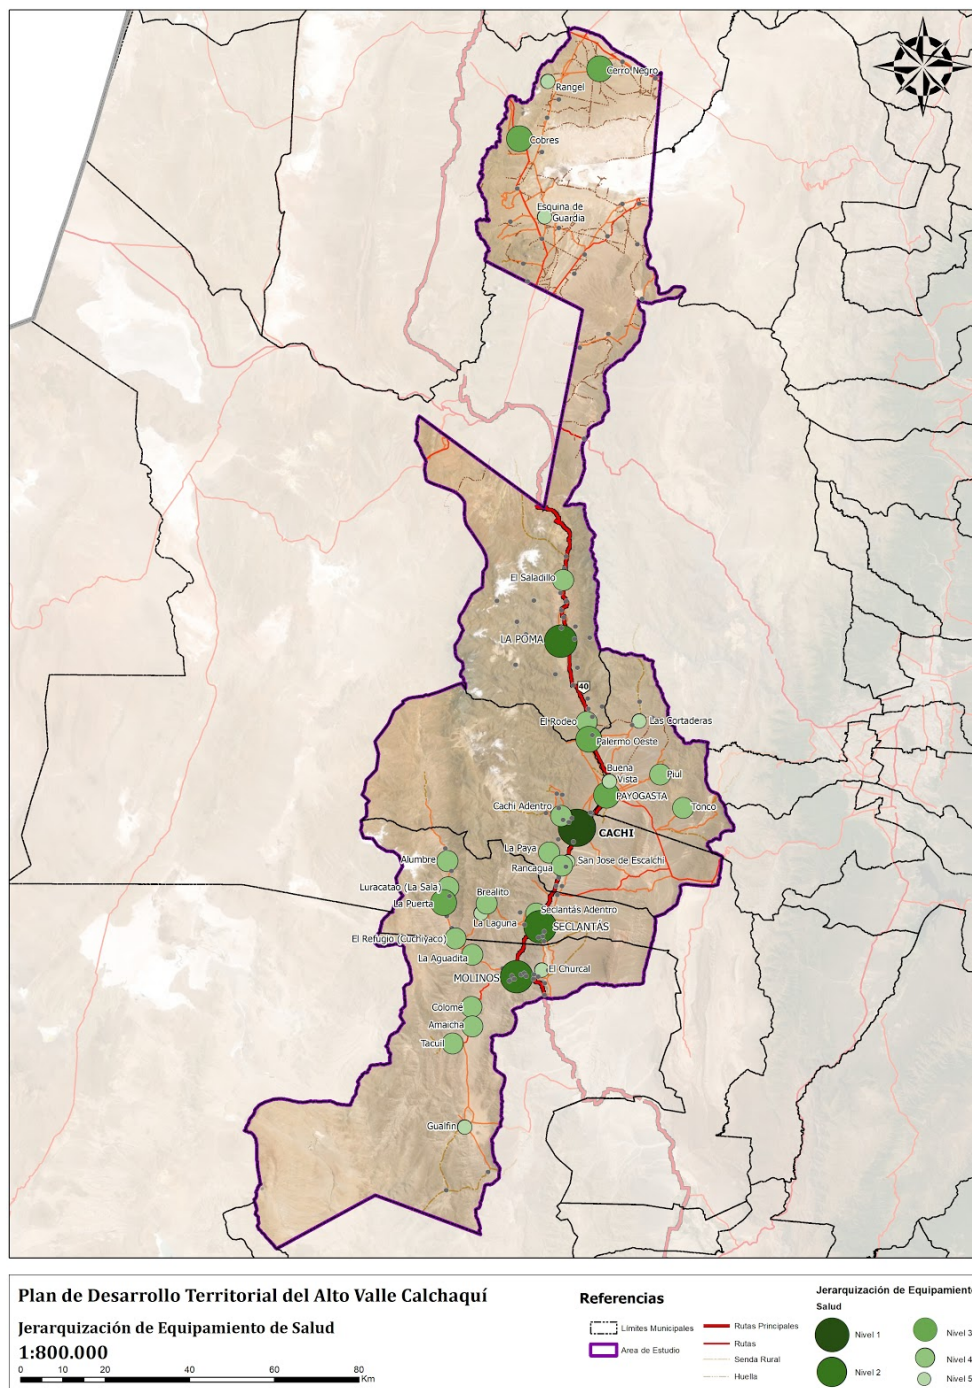 Cerro Negro
Rangel
Cobres
Esquina de
Guardia
El Saladillo
LA POMA
40
El Rodeo
Las Cortaderas
Palermo Oeste
Buena
Vista
Piul
PAYOGASTA
Cachi Adentro
Tonco
CACHI
La Paya
San Jose de Escalchi
Alumbre
Rancagua
Luracatao (La Sala)
Brealito
La Puerta
Seclantás Adentro
La Laguna
SECLANTÁS
El Refugio (Cuchiyaco)
La Aguadita
El Churcal
MOLINOS
Colomé
Amaicha
Tacuil
Gualfín
Plan de Desarrollo Territorial del Alto Valle Calchaquí
Jerarquización de Equipamiento de Salud
1:800.000
0 10 20 40 60 80
Km
Referencias
Límites Municipales
Area de Estudio
Rutas Principales
Rutas
Senda Rural
Huella
Jerarquización de Equipamiento
Salud
Nivel 1
Nivel 2
Nivel 3
Nivel 4
Nivel 5